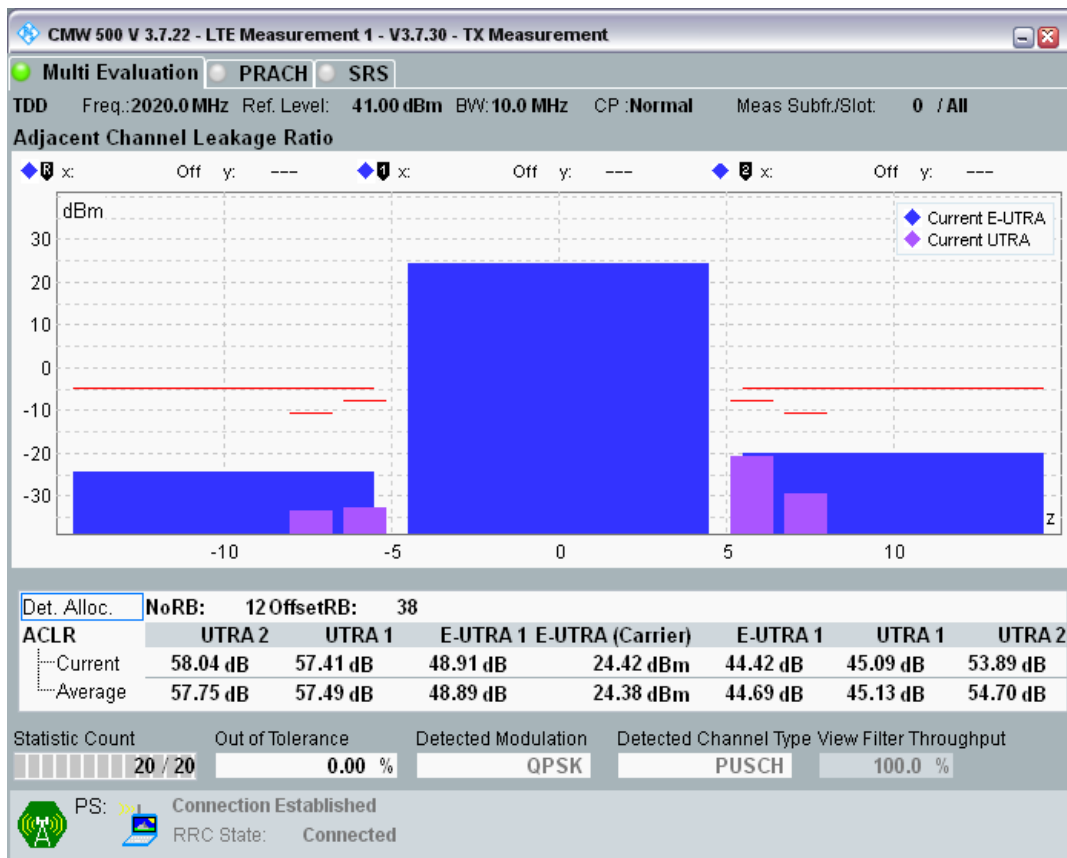 CMW 500 V 3.7.22 - LTE Measurement 1 - V3.7.30 - TX Measurement
Multi Evaluation PRACH SRS
TDD Freq.:2020.0 MHz Ref. Level: 41.00 dBm BW:10.0 MHz CP :Normal Meas Subfr./Slot: 0 / All
Adjacent Channel Leakage Ratio
R x: Off y: --- 1 x: Off y: --- 2 x: Off y: ---
dBm
Current E-UTRA
Current UTRA
30
20
10
0
-10
-20
-30
z
-10 -5 0 5 10
Det. Alloc. NoRB: 12 OffsetRB: 38
ACLR UTRA 2 UTRA 1 E-UTRA 1 E-UTRA (Carrier) E-UTRA 1 UTRA 1 UTRA 2
Current 58.04 dB 57.41 dB 48.91 dB 24.42 dBm 44.42 dB 45.09 dB 53.89 dB
Average 57.75 dB 57.49 dB 48.89 dB 24.38 dBm 44.69 dB 45.13 dB 54.70 dB
Statistic Count Out of Tolerance Detected Modulation Detected Channel Type View Filter Throughput
20 / 20 0.00 % QPSK PUSCH 100.0 %
PS: Connection Established
RRC State: Connected